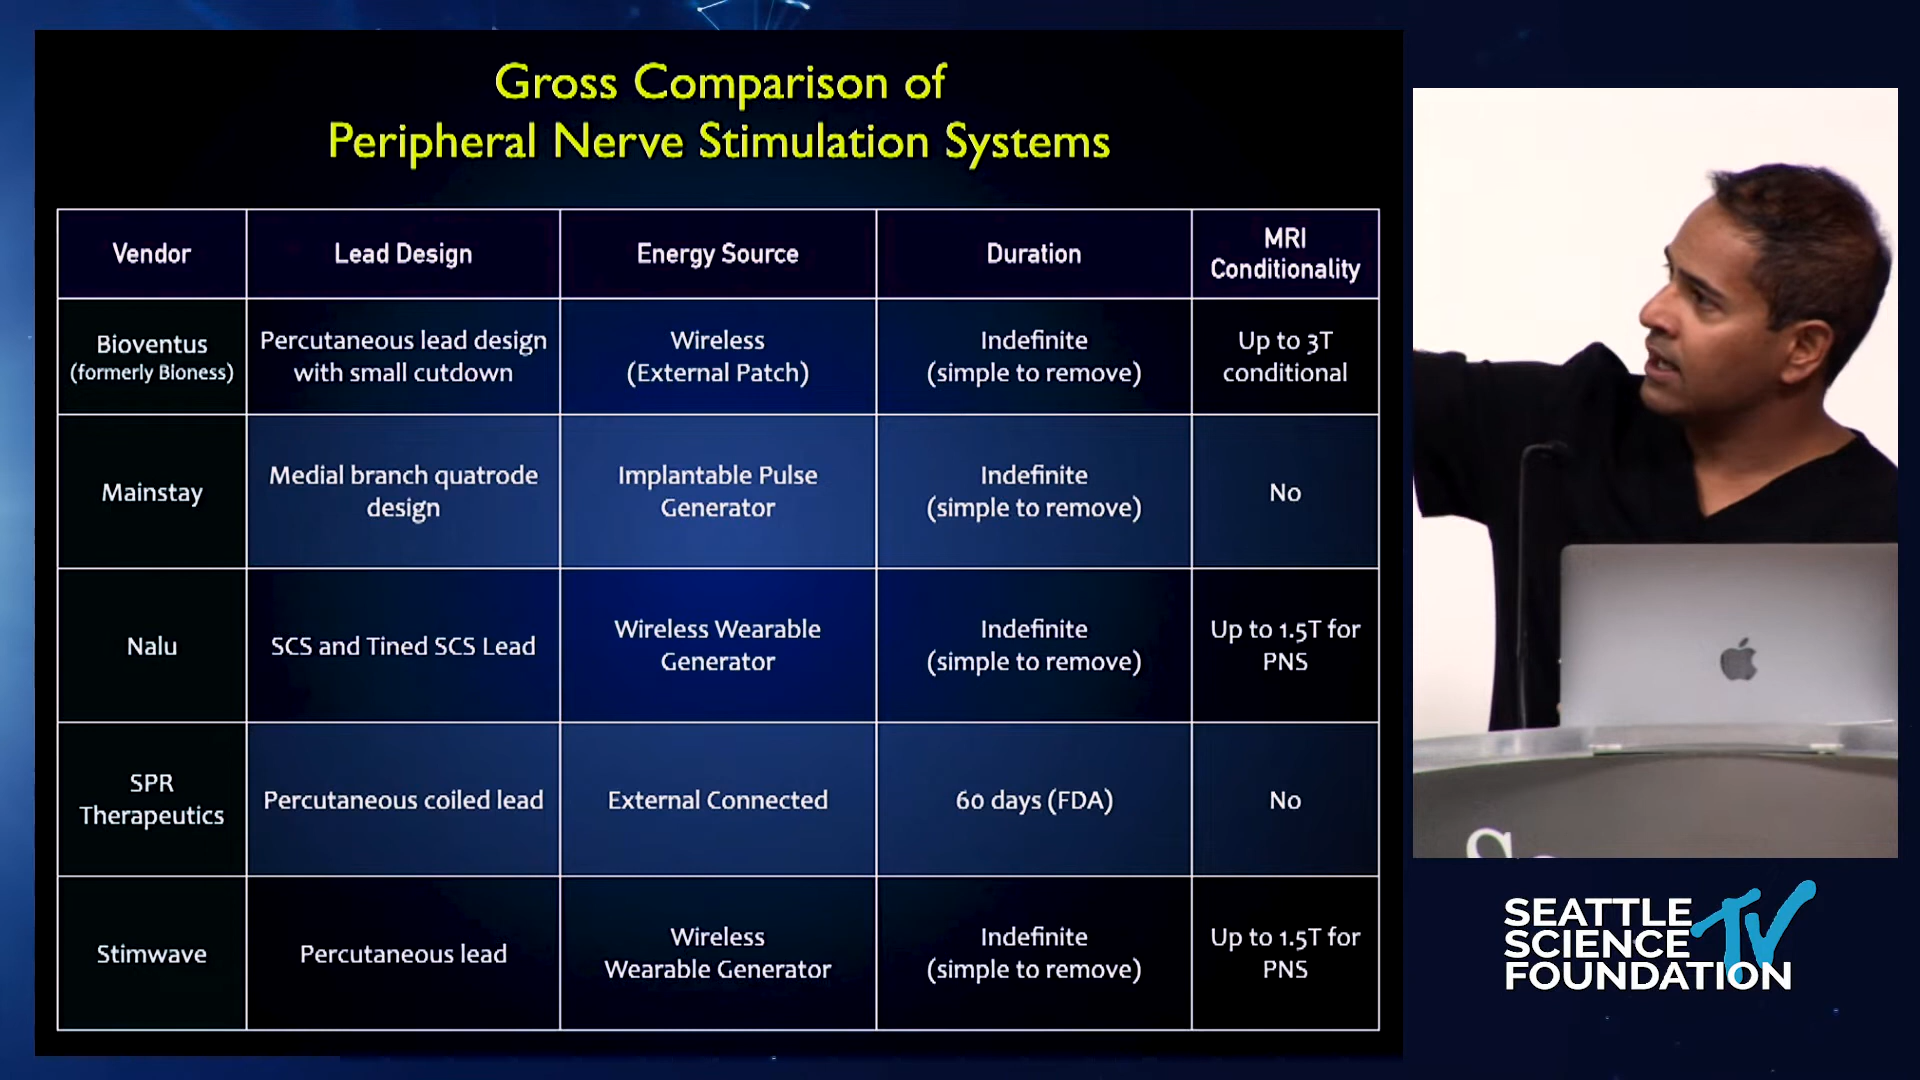 Gross Comparison of
Peripheral Nerve Stimulation Systems
Vendor
Lead Design
Energy Source
Duration
MRI
Conditionality
Bioventus
(formerly Bioness)
Percutaneous lead design
with small cutdown
Wireless
(External Patch)
Indefinite
(simple to remove)
Up to 3T
conditional
Mainstay
Medial branch quatrode
design
Implantable Pulse
Generator
Indefinite
(simple to remove)
No
Nalu
SCS and Tined SCS Lead
Wireless Wearable
Generator
Indefinite
(simple to remove)
Up to 1.5T for
PNS
SPR
Therapeutics
Percutaneous coiled lead
External Connected
60 days (FDA)
No
Stimwave
Percutaneous lead
Wireless
Wearable Generator
Indefinite
(simple to remove)
Up to 1.5T for
PNS
SEATTLE
SCIENCE
FOUNDATION
TV